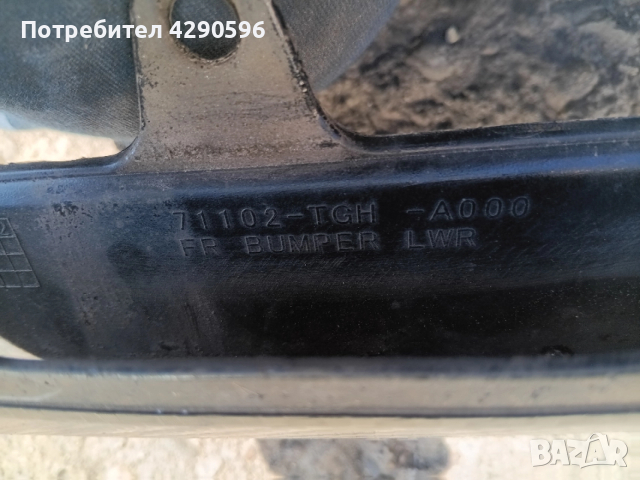 Потребител 4290596
71102-TGH -A000
FR BUMPER LWR
BAZAR